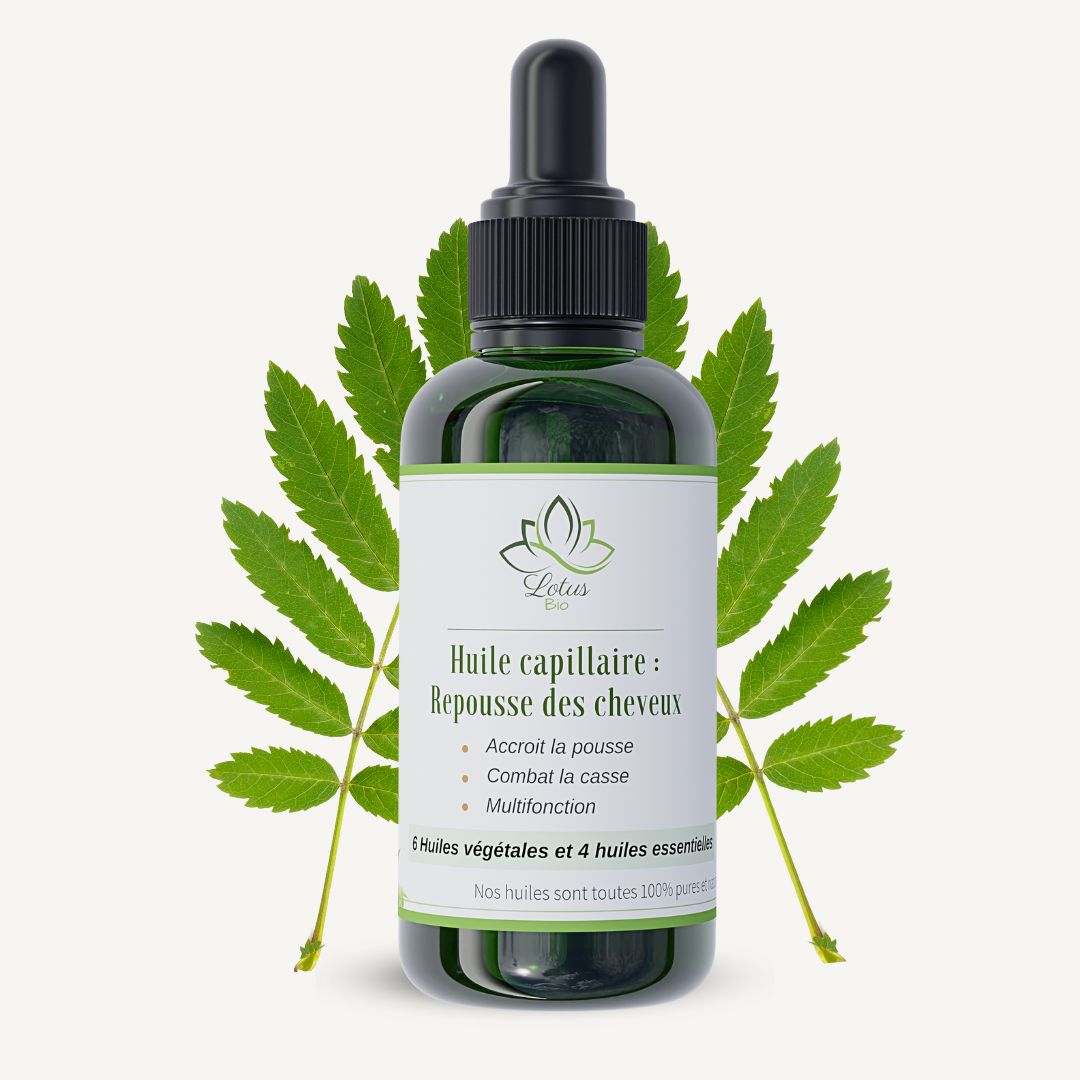 Lotus
Bio
Huile capillaire :
Repousse des cheveux
Accroit la pousse
Combat la casse
Multifonction
6 Huiles végétales et 4 huiles essentielles
Nos huiles sont toutes 100% pures et